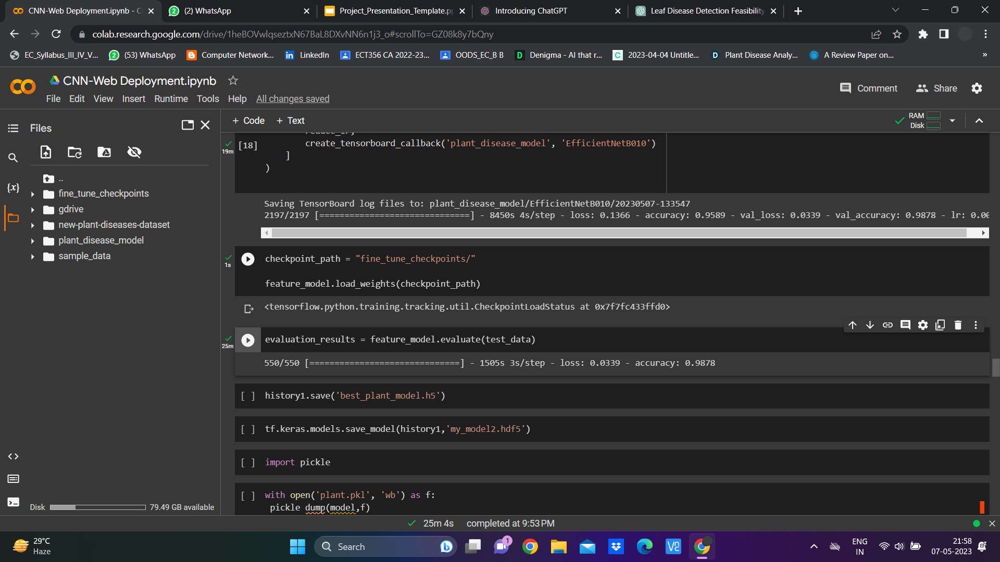 CNN-Web Deployment.ipynb - C
(2) WhatsApp
Project_Presentation_Template.pp
Introducing ChatGPT
Leaf Disease Detection Feasibility
colab.research.google.com/drive/1heBOVwlqseztxN67BaL8DXvNN6n1j3_o#scrollTo=GZ08k8y7bQny
EC_Syllabus_III_IV_V...
(53) WhatsApp
Computer Network...
LinkedIn
ECT356 CA 2022-23...
OODS_EC_B B
Denigma - AI that r...
2023-04-04 Untitle...
Plant Disease Analy...
A Review Paper on...
»
CNN-Web Deployment.ipynb
Comment
Share
File Edit View Insert Runtime Tools Help All changes saved
Files
+ Code + Text
RAM
Disk
{x}
..
fine_tune_checkpoints
gdrive
new-plant-diseases-dataset
plant_disease_model
sample_data
Disk
79.49 GB available
19m
[18]
create_tensorboard_callback('plant_disease_model', 'EfficientNetB010')
]
)
Saving TensorBoard log files to: plant_disease_model/EfficientNetB010/20230507-133547
2197/2197 [==============================] - 8450s 4s/step - loss: 0.1366 - accuracy: 0.9589 - val_loss: 0.0339 - val_accuracy: 0.9878 - lr: 0.00
1s
checkpoint_path = "fine_tune_checkpoints/"
feature_model.load_weights(checkpoint_path)
<tensorflow.python.training.tracking.util.CheckpointLoadStatus at 0x7f7fc433ffd0>
25m
evaluation_results = feature_model.evaluate(test_data)
550/550 [==============================] - 1505s 3s/step - loss: 0.0339 - accuracy: 0.9878
[ ] history1.save('best_plant_model.h5')
[ ] tf.keras.models.save_model(history1,'my_model2.hdf5')
[ ] import pickle
[ ] with open('plant.pkl', 'wb') as f:
pickle dump(model,f)
25m 4s completed at 9:53 PM
29°C
Haze
Search
1
ENG
IN
21:58
07-05-2023